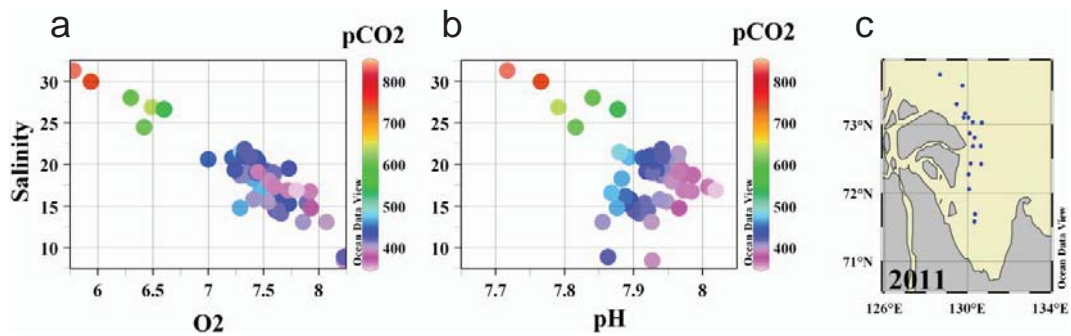 a
pCO2
Salinity
30
25
20
15
10
6
6.5
7
7.5
8
O2
800
700
600
500
400
Ocean Data View
b
pCO2
30
25
20
15
10
7.7
7.8
7.9
8
pH
800
700
600
500
400
Ocean Data View
c
73°N
72°N
71°N
2011
126°E
130°E
134°E
Ocean Data View